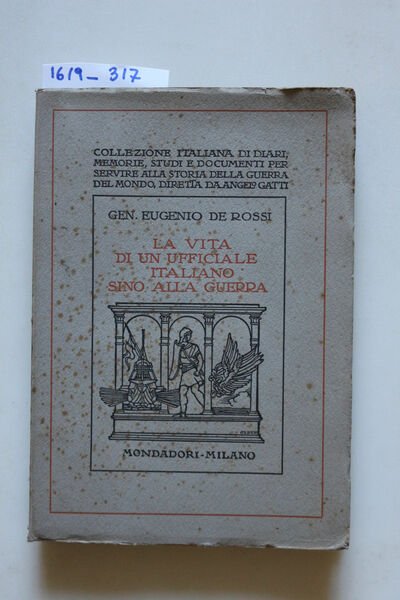 1619_ 317
COLLEZIONE ITALIANA DI DIARI,
MEMORIE, STUDI E DOCUMENTI PER
SERVIRE ALLA STORIA DELLA GUERRA
DEL MONDO, DIRETTA DA ANGELO GATTI
GEN. EUGENIO DE ROSSI
LA VITA
DI UN UFFICIALE
ITALIANO
SINO ALLA GUERRA
MONDADORI - MILANO